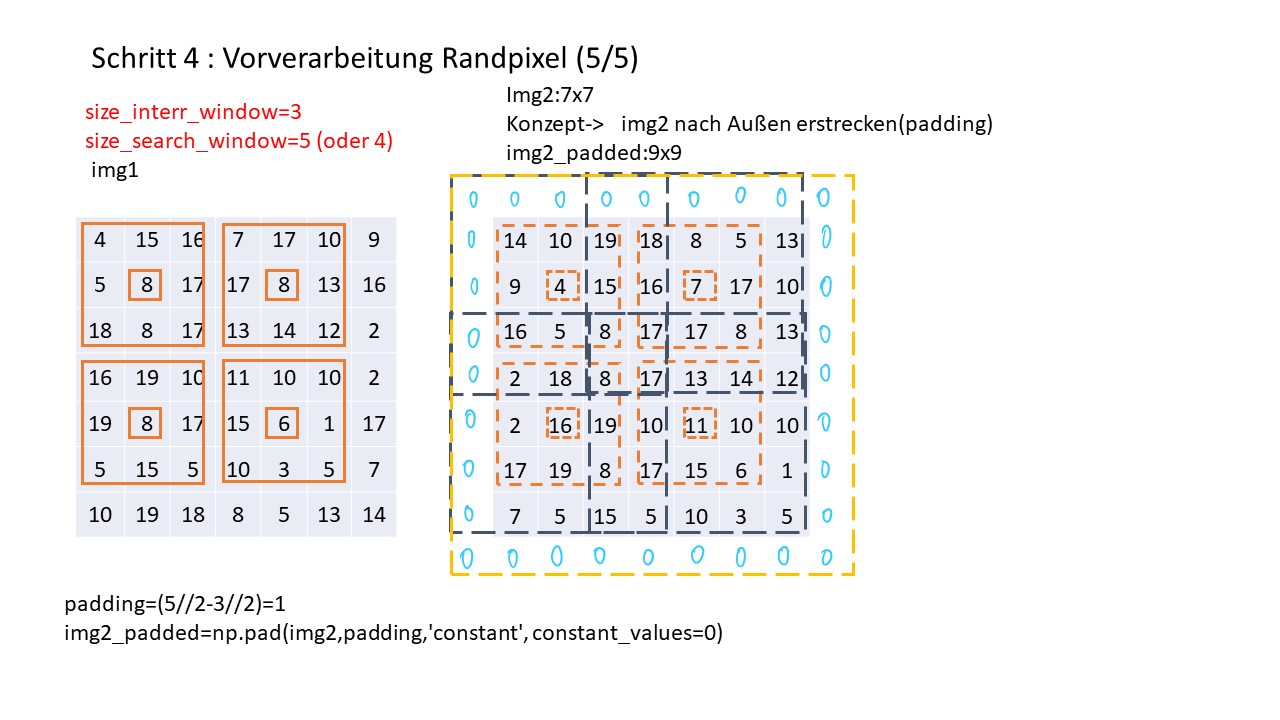 Schritt 4 : Vorverarbeitung Randpixel (5/5)
size_interr_window=3
size_search_window=5 (oder 4)
img1
Img2:7x7
Konzept-> img2 nach Außen erstrecken(padding)
img2_padded:9x9
4 15 16 7 17 10 9
5 8 17 17 8 13 16
18 8 17 13 14 12 2
16 19 10 11 10 10 2
19 8 17 15 6 1 17
5 15 5 10 3 5 7
10 19 18 8 5 13 14
0 0 0 0 0 0 0 0 0
0 14 10 19 18 8 5 13 0
0 9 4 15 16 7 17 10 0
0 16 5 8 17 17 8 13 0
0 2 18 8 17 13 14 12 0
0 2 16 19 10 11 10 10 0
0 17 19 8 17 15 6 1 0
0 7 5 15 5 10 3 5 0
0 0 0 0 0 0 0 0 0
padding=(5//2-3//2)=1
img2_padded=np.pad(img2,padding,'constant', constant_values=0)